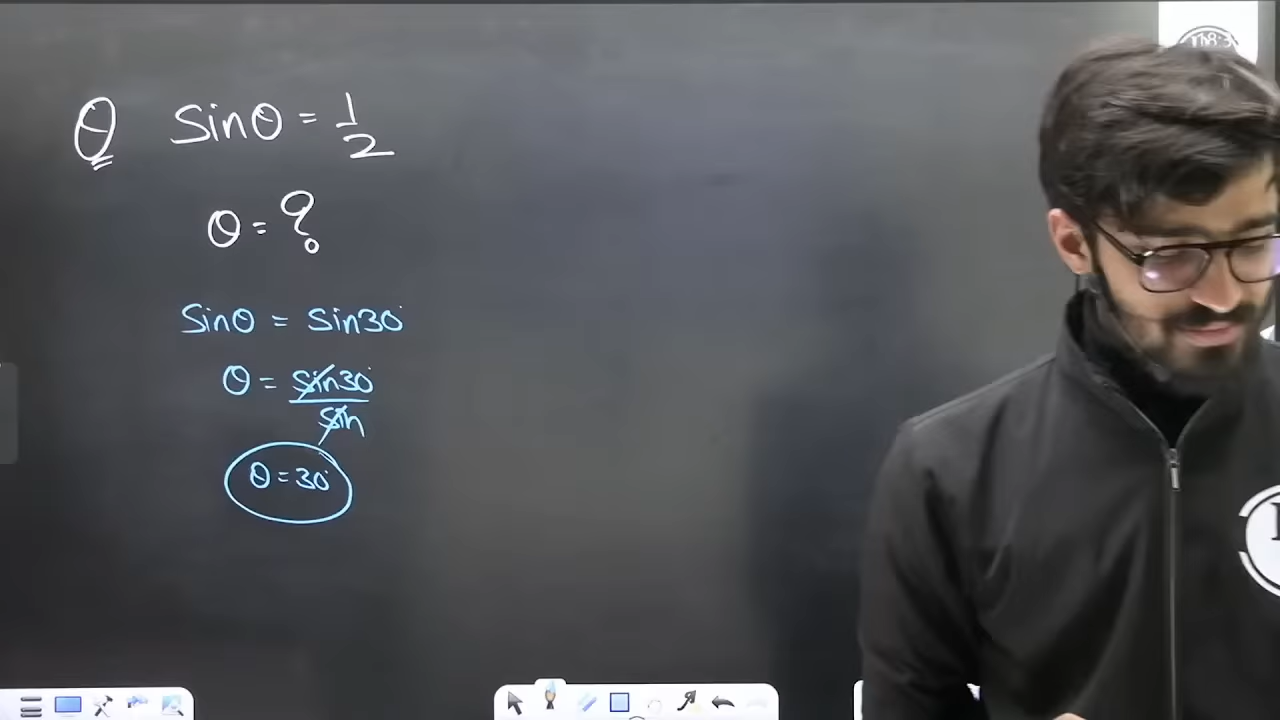 Q Sinθ = 1/2
θ = ?
Sinθ = Sin30°
θ = sin30°/sin
θ = 30°